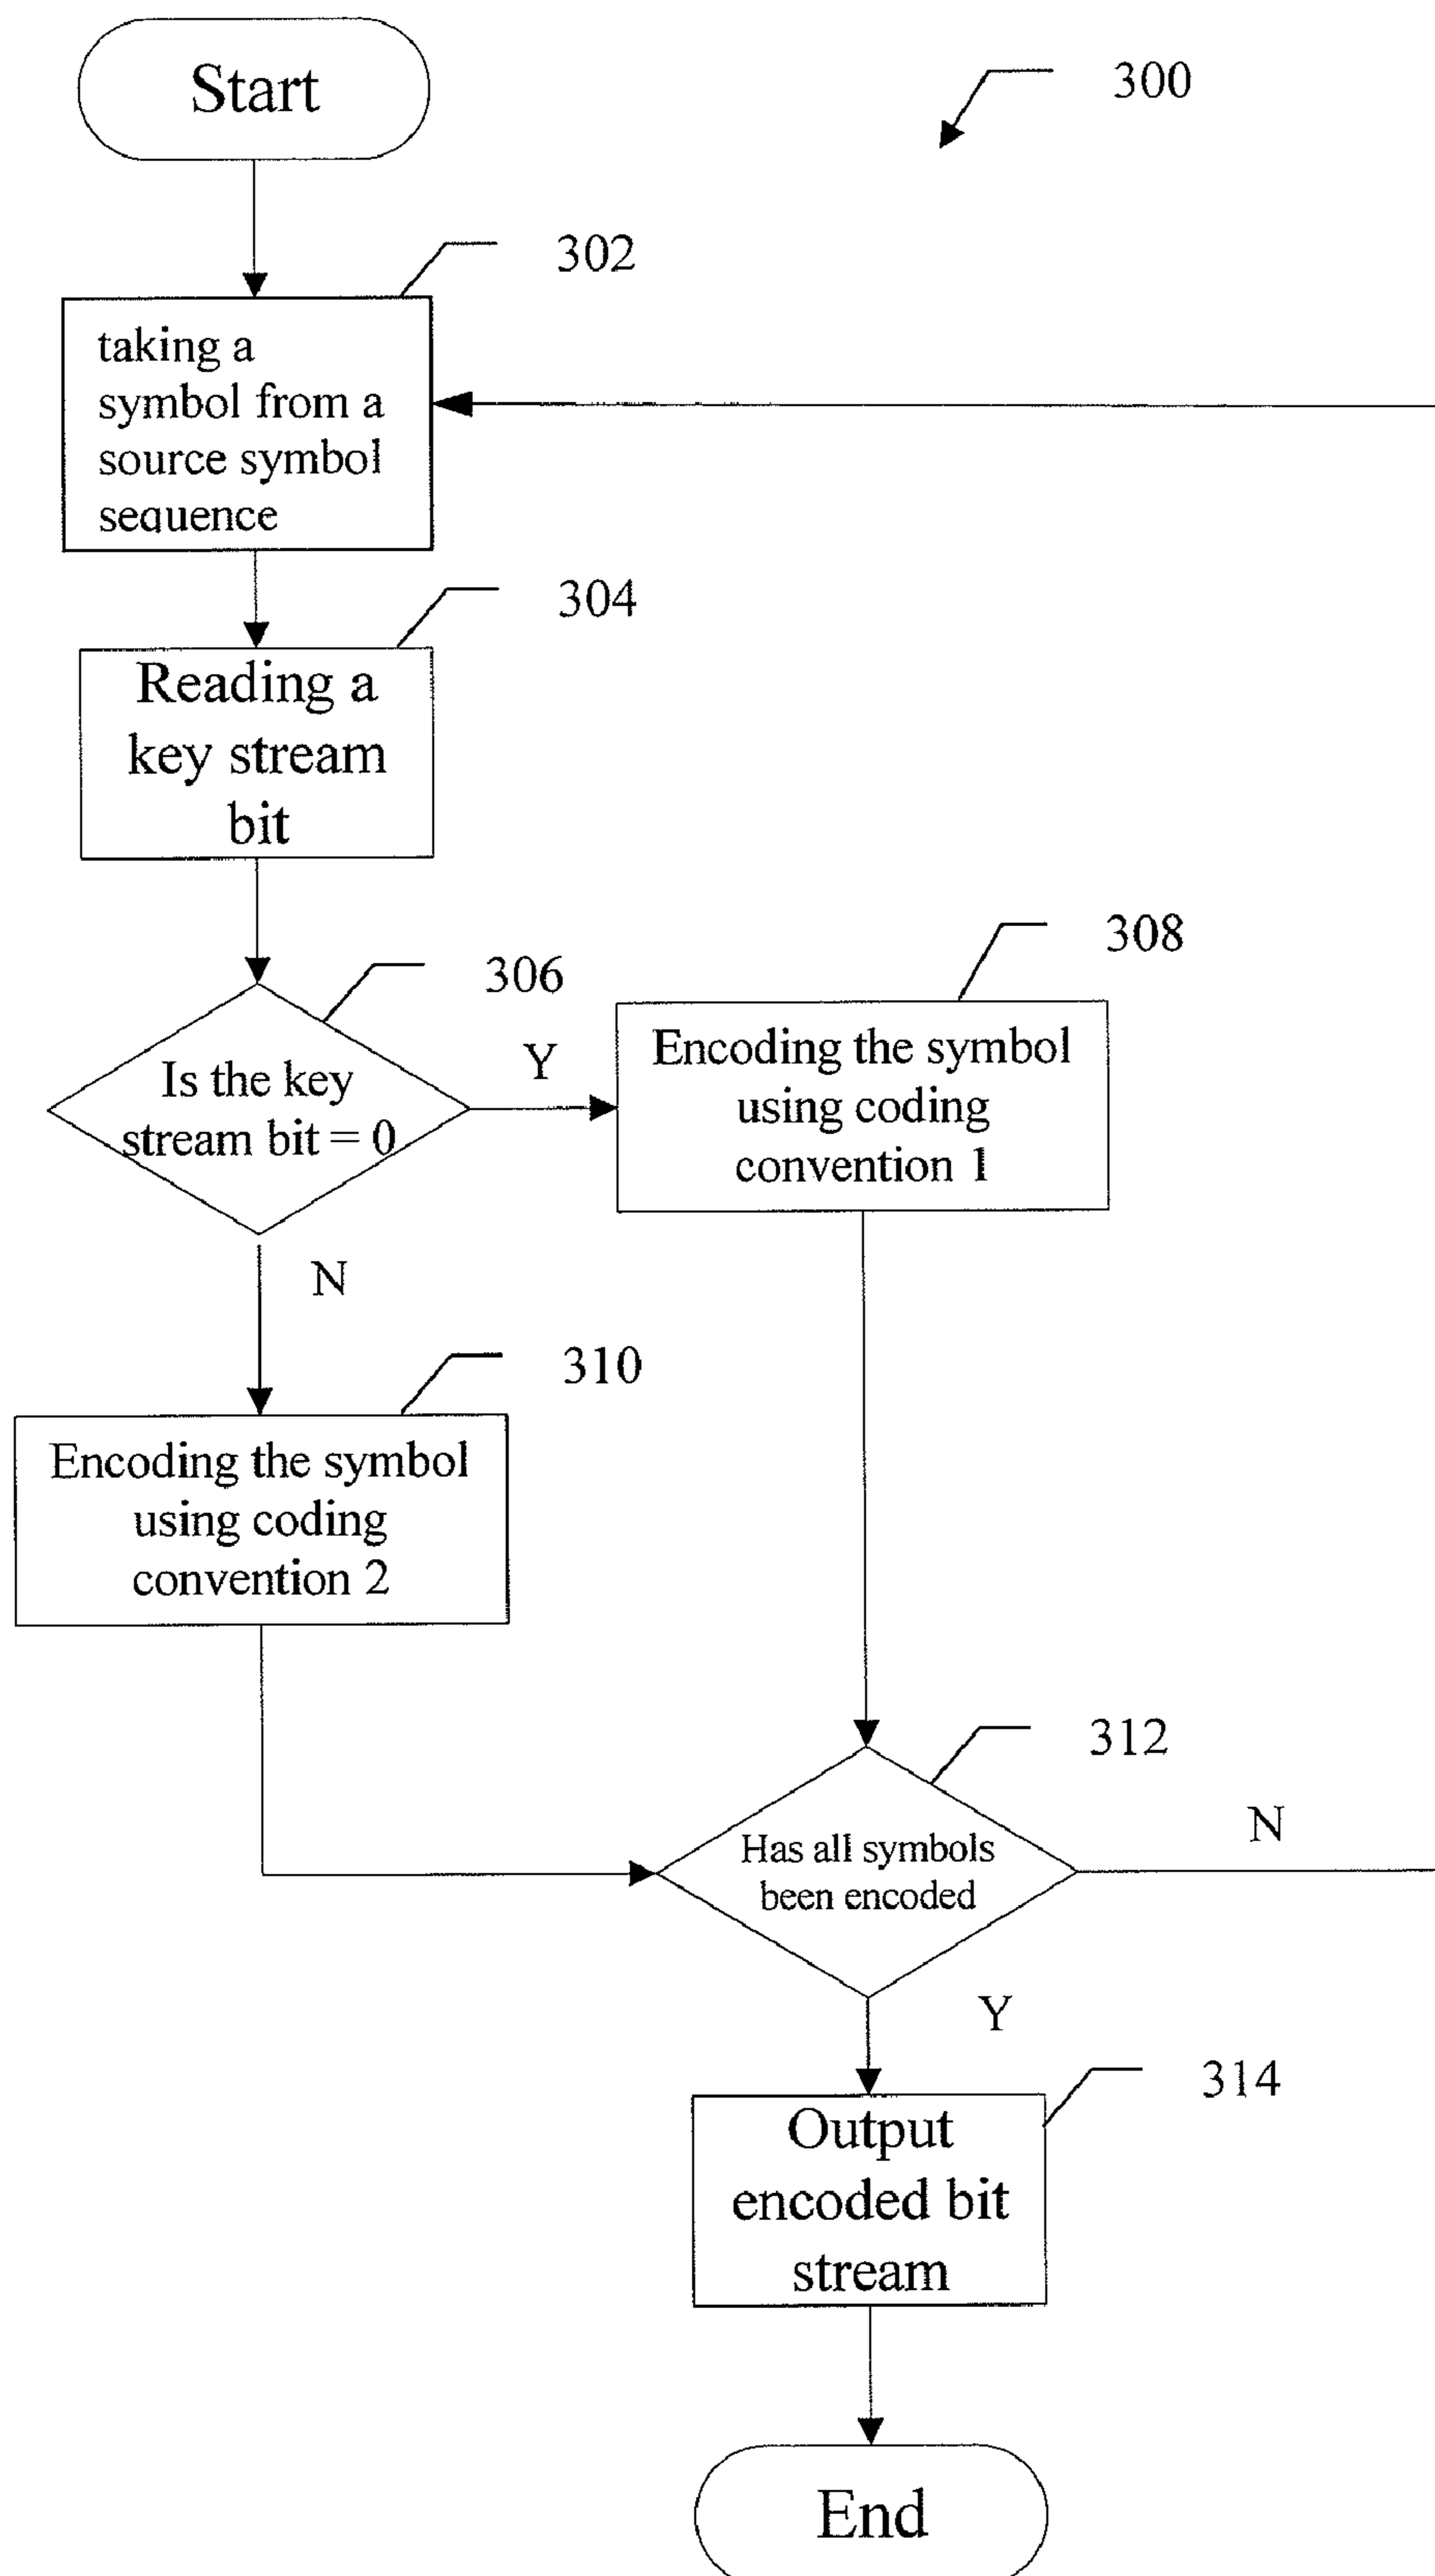 Start
300
302
taking a
symbol from a
source symbol
sequence
304
Reading a
key stream
bit
306
Is the key
stream bit = 0
Y
308
Encoding the symbol
using coding
convention 1
N
310
Encoding the symbol
using coding
convention 2
312
Has all symbols
been encoded
N
Y
314
Output
encoded bit
stream
End